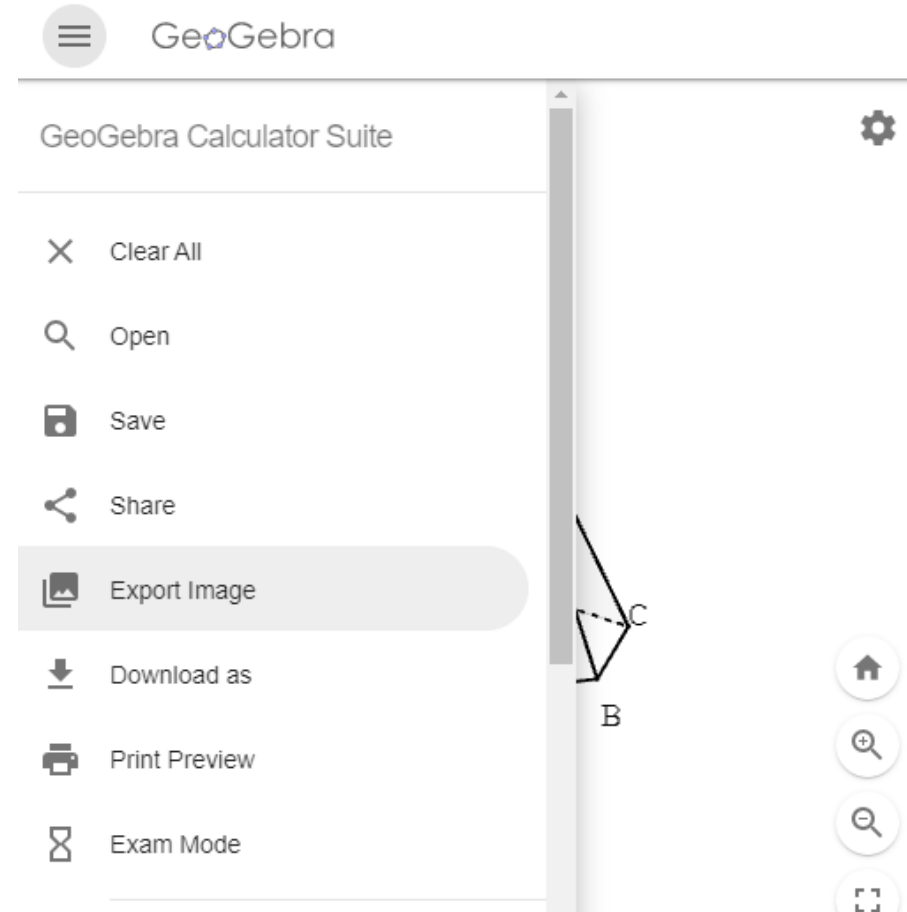 GeoGebra
GeoGebra Calculator Suite
Clear All
Open
Save
Share
Export Image
Download as
Print Preview
Exam Mode
C
B